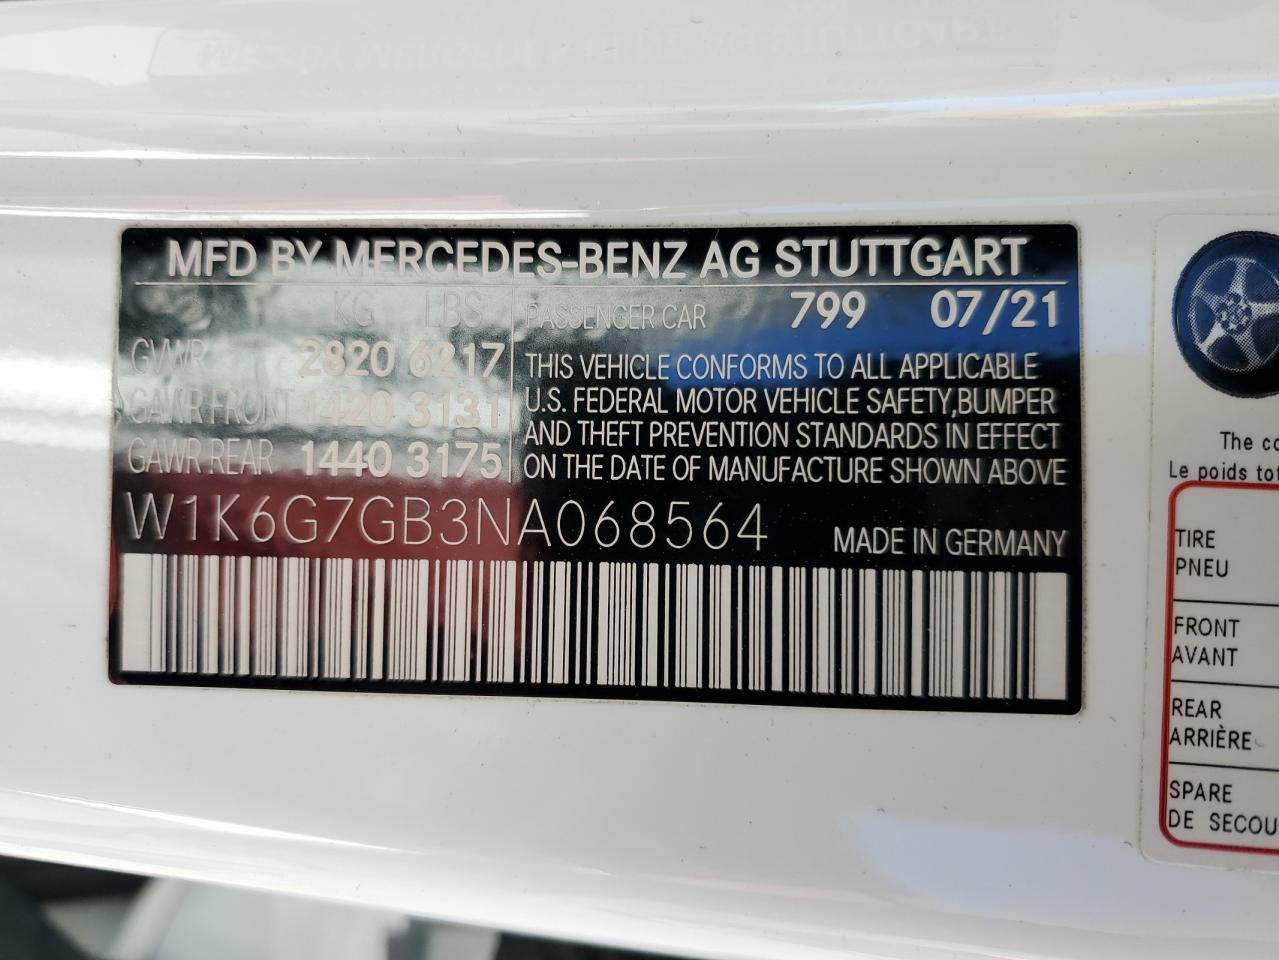 MFD BY MERCEDES-BENZ AG STUTTGART
KG LBS
GVWR 2820 6217
GAWR FRONT 1420 3131
GAWR REAR 1440 3175
PASSENGER CAR 799 07/21
THIS VEHICLE CONFORMS TO ALL APPLICABLE
U.S. FEDERAL MOTOR VEHICLE SAFETY,BUMPER
AND THEFT PREVENTION STANDARDS IN EFFECT
ON THE DATE OF MANUFACTURE SHOWN ABOVE
W1K6G7GB3NA068564
MADE IN GERMANY
The co
Le poids tot
TIRE
PNEU
FRONT
AVANT
REAR
ARRIÈRE
SPARE
DE SECOU